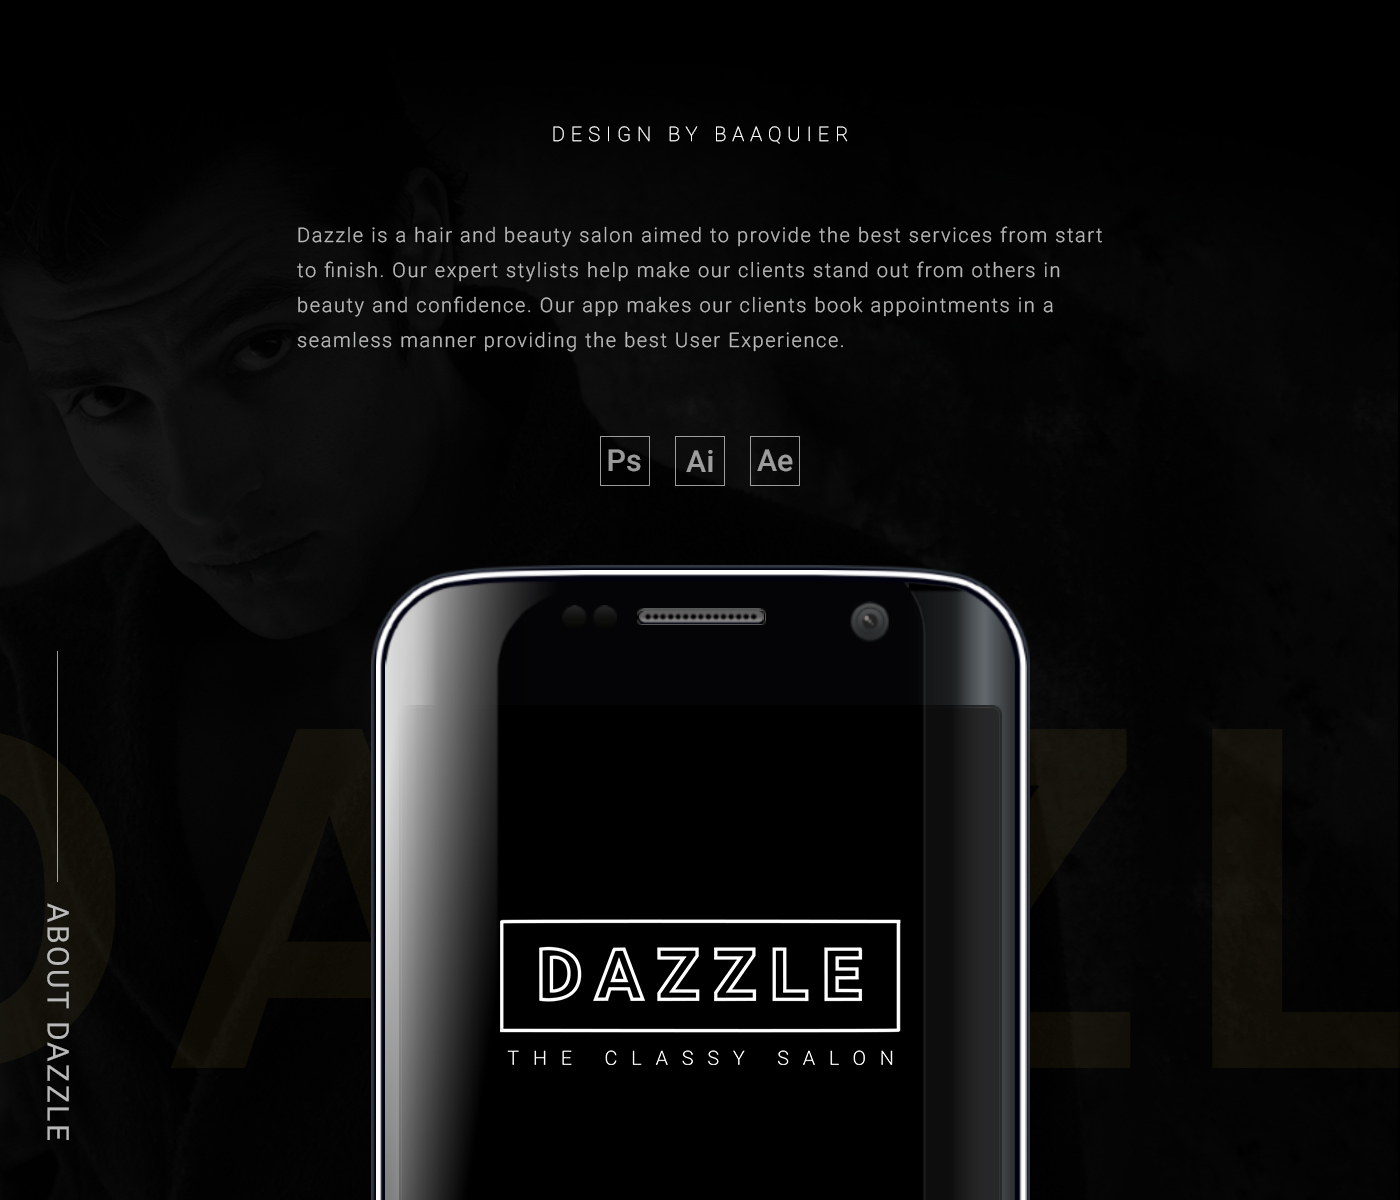 DESIGN BY BAAQUIER
Dazzle is a hair and beauty salon aimed to provide the best services from start
to finish. Our expert stylists help make our clients stand out from others in
beauty and confidence. Our app makes our clients book appointments in a
seamless manner providing the best User Experience.
Ps Ai Ae
DAZZL
ABOUT DAZZLE
DAZZLE
THE CLASSY SALON